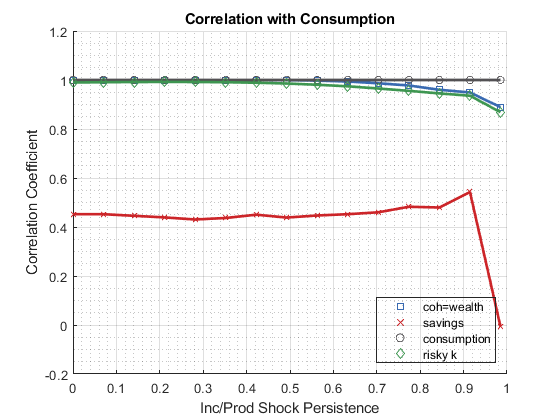 Correlation with Consumption
1.2
1
0.8
0.6
0.4
0.2
0
-0.2
Correlation Coefficient
coh=wealth
savings
consumption
risky k
0 0.1 0.2 0.3 0.4 0.5 0.6 0.7 0.8 0.9 1
Inc/Prod Shock Persistence